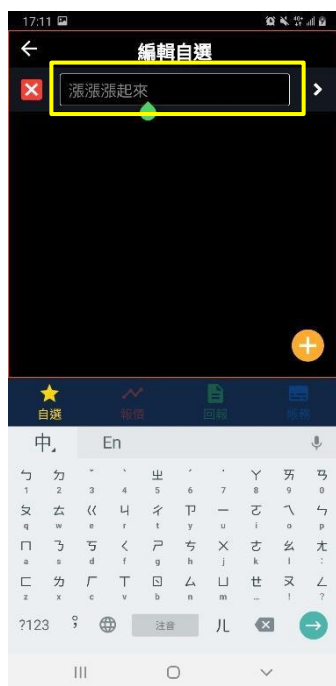 17:11
編輯自選
漲漲漲起來
自選 報價 回報 帳務
中 En
ㄅ ㄉ ˇ ˋ ㄓ ˊ ˙ ㄚ ㄞ ㄢ
1 2 3 4 5 6 7 8 9 0
ㄆ ㄊ ㄍ ㄐ ㄔ ㄗ ㄧ ㄛ ㄟ ㄣ
q w e r t y u i o p
ㄇ ㄋ ㄎ ㄑ ㄕ ㄘ ㄨ ㄜ ㄠ ㄤ
a s d f g h j k l :
ㄈ ㄌ ㄏ ㄒ ㄖ ㄙ ㄩ ㄝ ㄡ ㄥ
z x c v b n m … ! ?
?123 注音 ㄦ